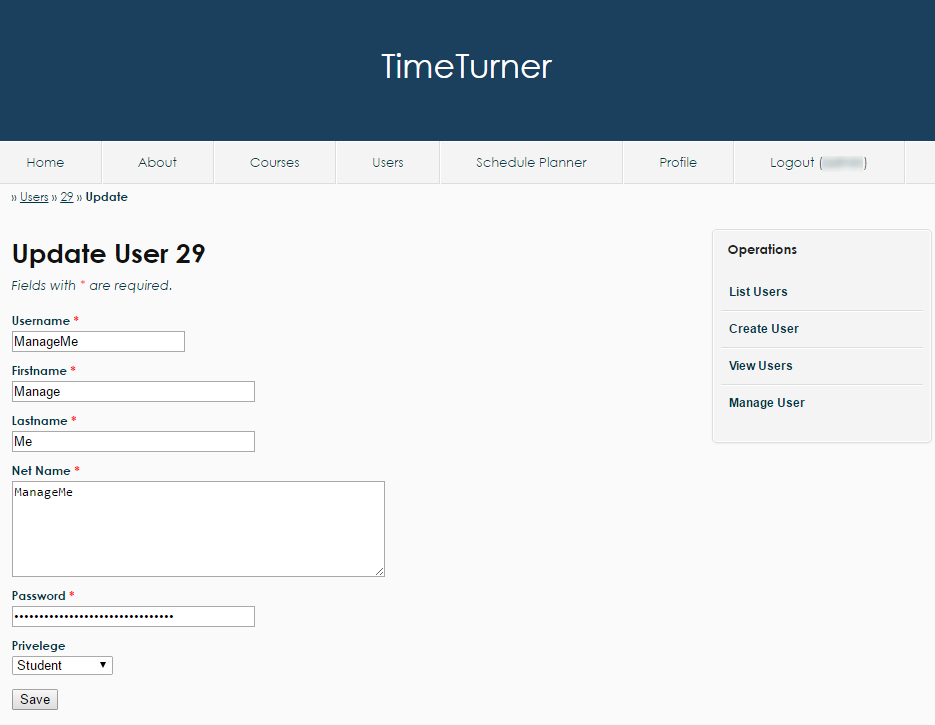 TimeTurner
Home About Courses Users Schedule Planner Profile Logout ( )
» Users » 29 » Update
Update User 29
Fields with * are required.
Username *
ManageMe
Firstname *
Manage
Lastname *
Me
Net Name *
ManageMe
Password *
••••••••••••••••••••••••••••••••
Privelege
Student
Save
Operations
List Users
Create User
View Users
Manage User